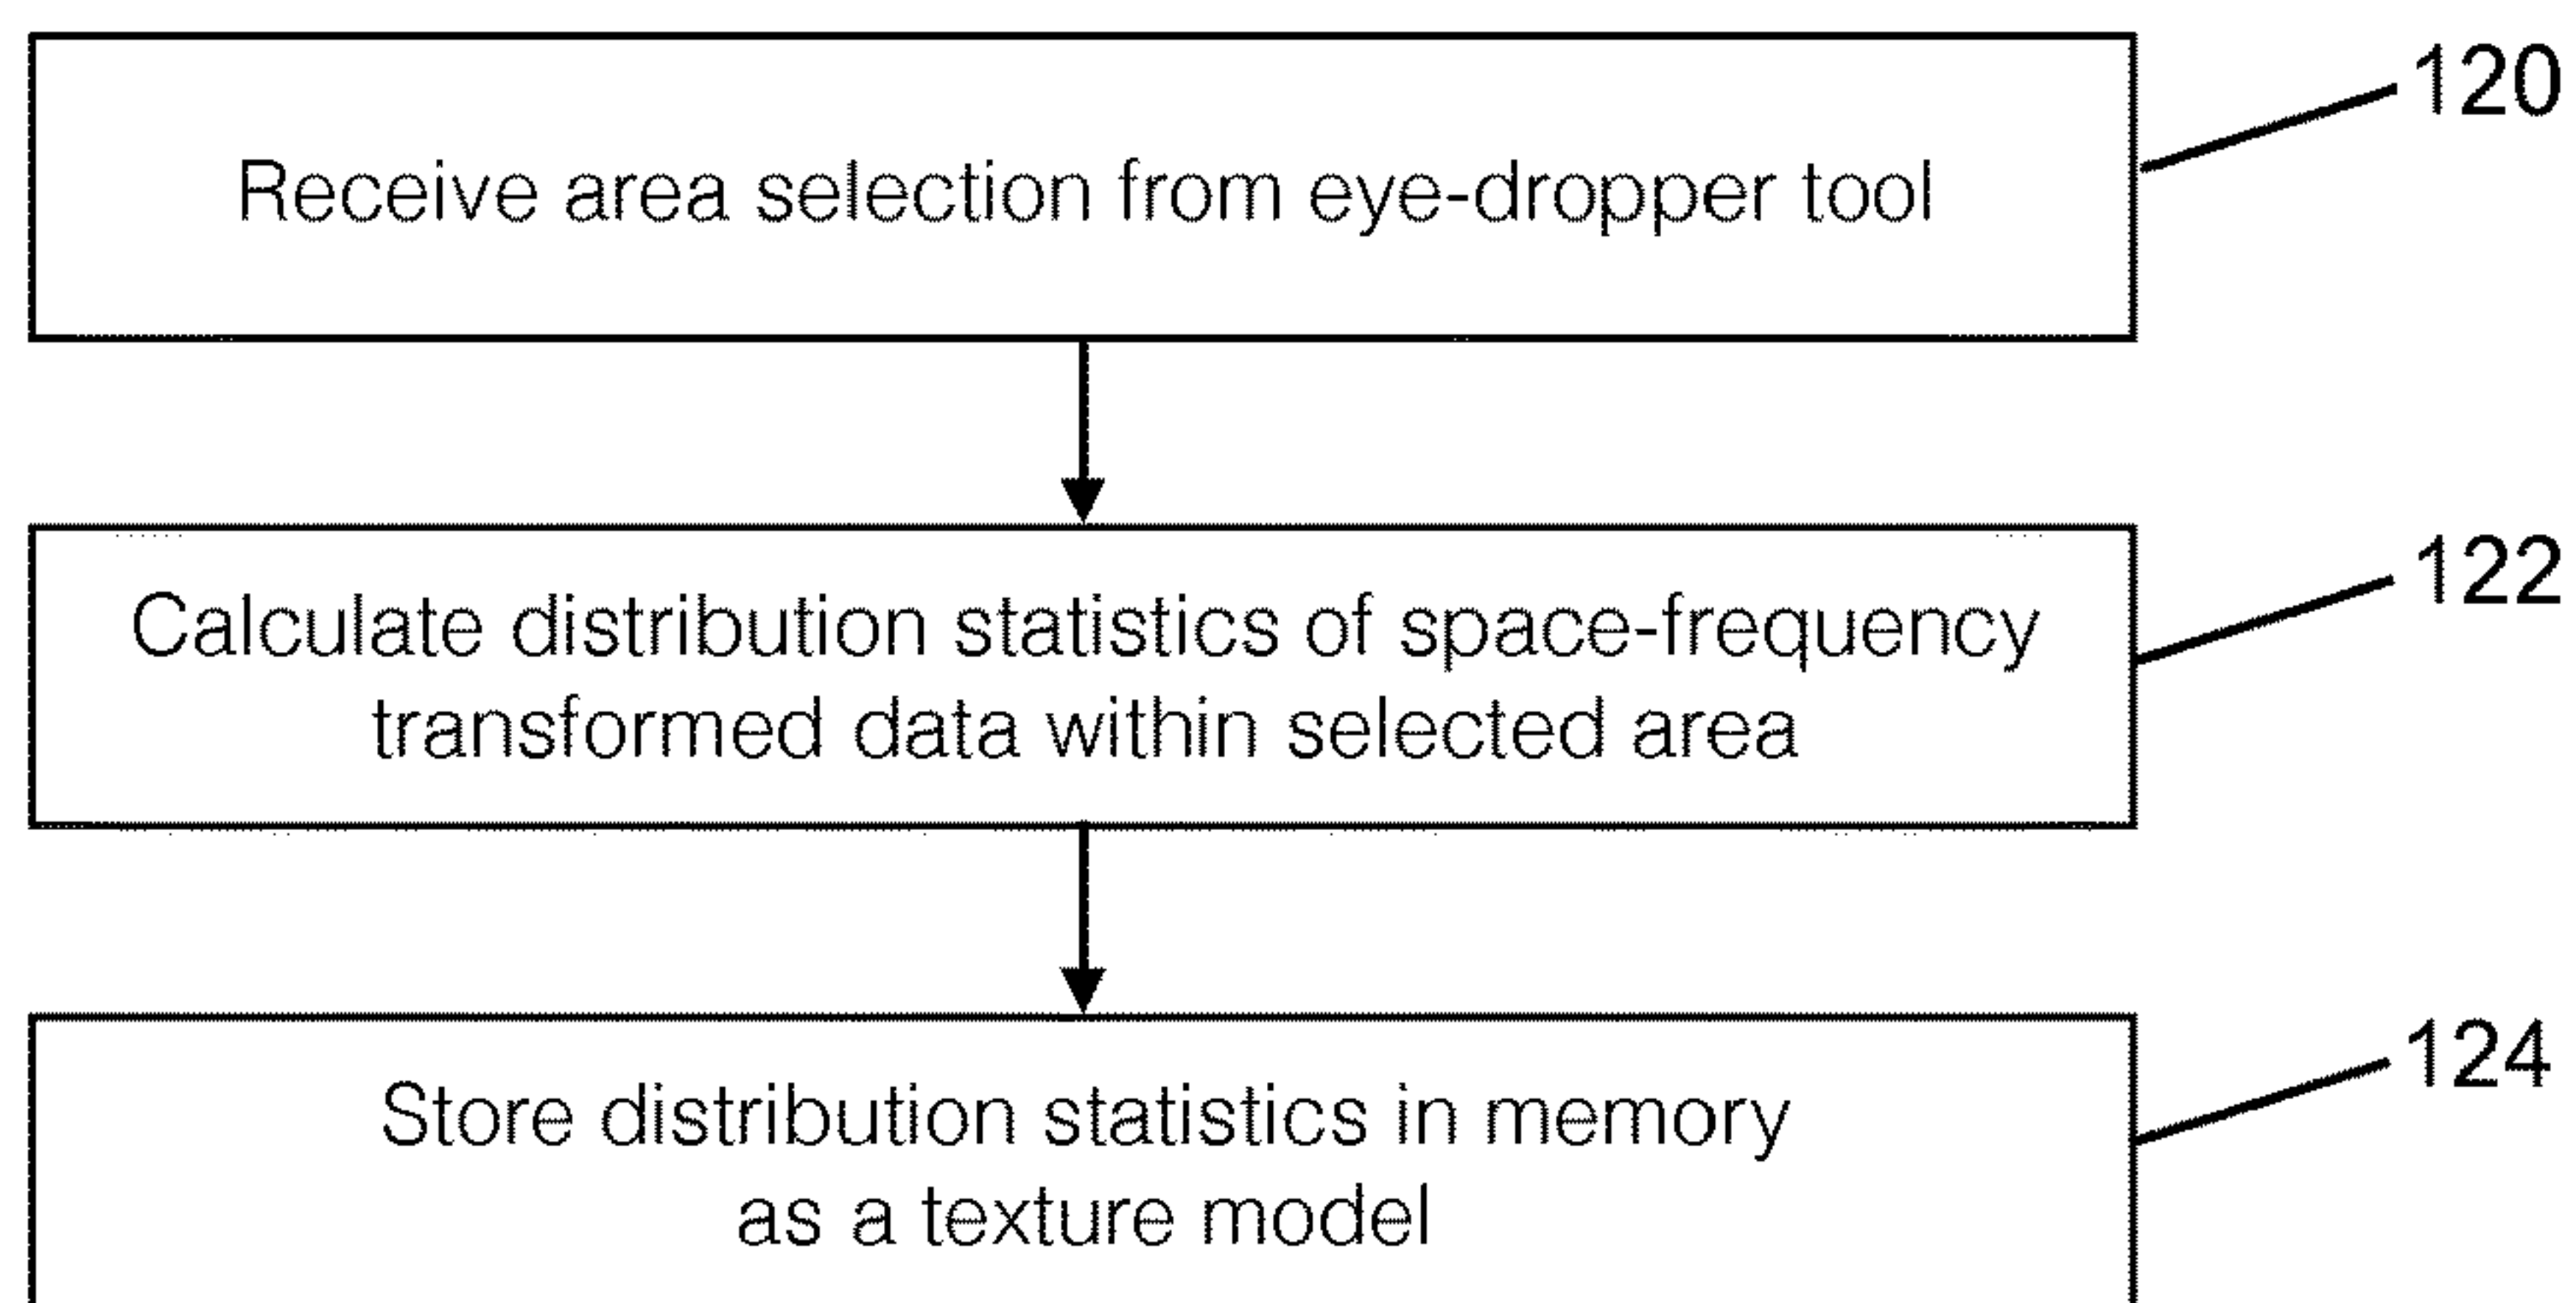 120
Receive area selection from eye-dropper tool
122
Calculate distribution statistics of space-frequency
transformed data within selected area
124
Store distribution statistics in memory
as a texture model